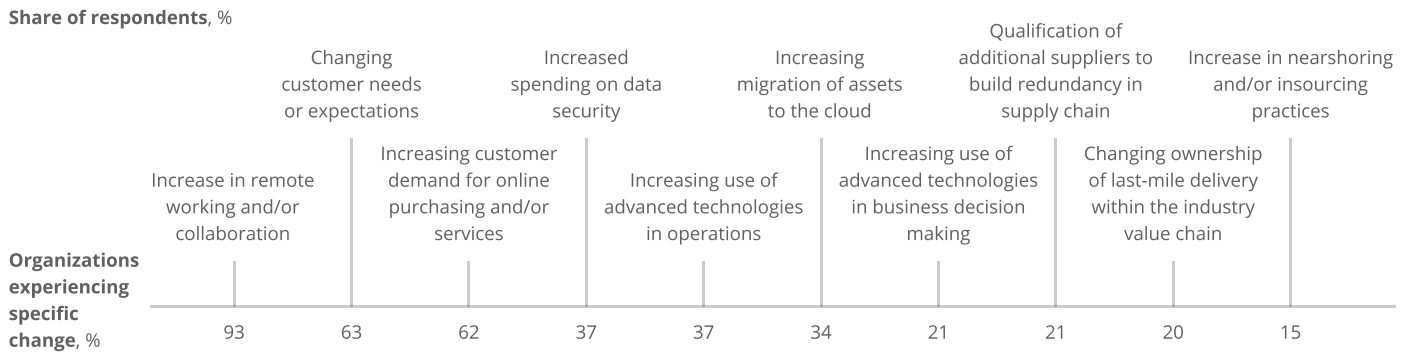 Share of respondents, %
Changing
customer needs
or expectations
Increased
spending on data
security
Increasing
migration of assets
to the cloud
Qualification of
additional suppliers to
build redundancy in
supply chain
Increase in nearshoring
and/or insourcing
practices
Increase in remote
working and/or
collaboration
Increasing customer
demand for online
purchasing and/or
services
Increasing use of
advanced technologies
in operations
Increasing use of
advanced technologies
in business decision
making
Changing ownership
of last-mile delivery
within the industry
value chain
Organizations
experiencing
specific
change, %
93 63 62 37 37 34 21 21 20 15